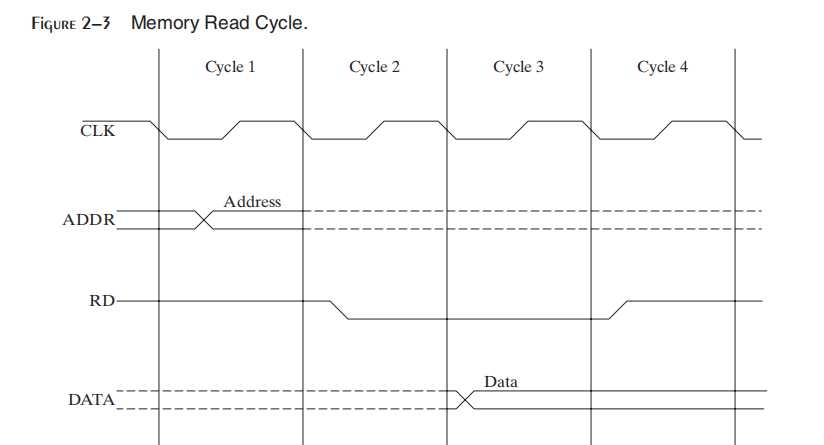 FIGURE 2–3 Memory Read Cycle.
Cycle 1 Cycle 2 Cycle 3 Cycle 4
CLK
Address
ADDR
RD
Data
DATA